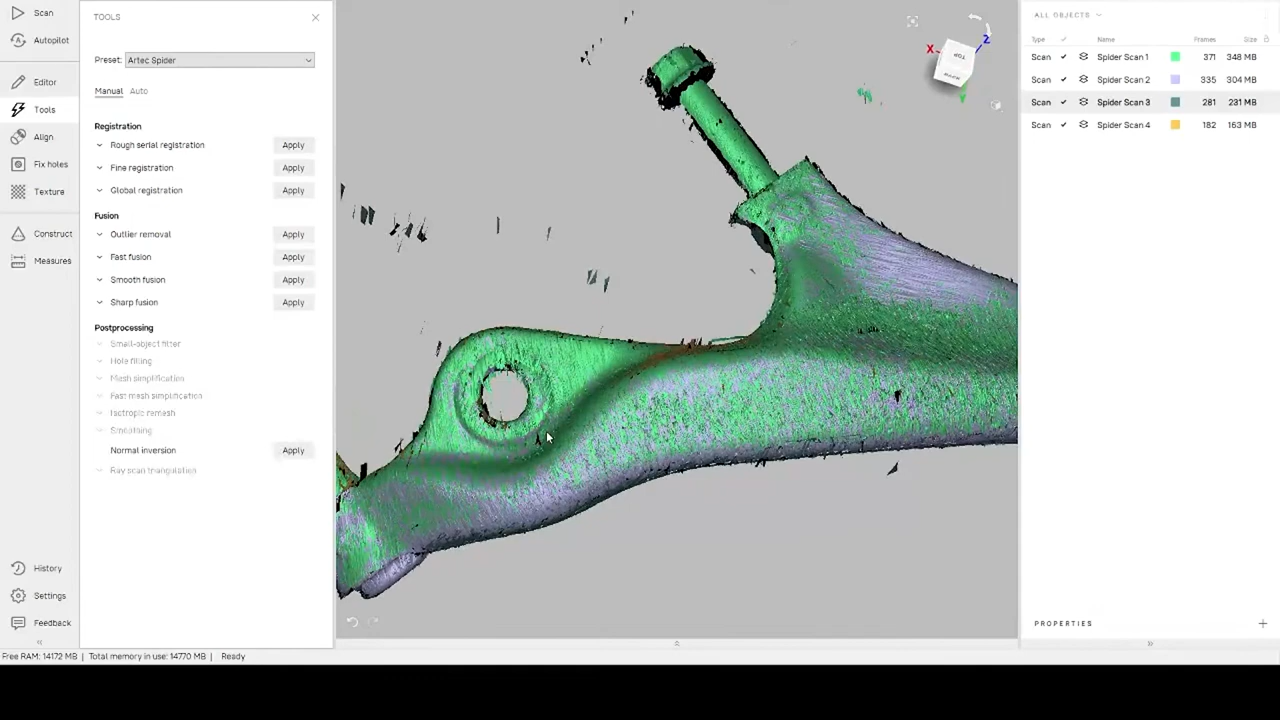 Scan
Autopilot
Editor
Tools
Align
Fix holes
Texture
Construct
Measures
History
Settings
Feedback
TOOLS
Preset: Artec Spider
Manual Auto
Registration
Rough serial registration Apply
Fine registration Apply
Global registration Apply
Fusion
Outlier removal Apply
Fast fusion Apply
Smooth fusion Apply
Sharp fusion Apply
Postprocessing
Small-object filter
Hole filling
Mesh simplification
Fast mesh simplification
Isotropic remesh
Smoothing
Normal inversion Apply
Ray scan triangulation
X
Z
TOP
ALL OBJECTS
Type Name Frames Size
Scan Spider Scan 1 371 348 MB
Scan Spider Scan 2 335 304 MB
Scan Spider Scan 3 281 231 MB
Scan Spider Scan 4 182 163 MB
PROPERTIES
Free RAM: 14172 MB | Total memory in use: 14770 MB | Ready